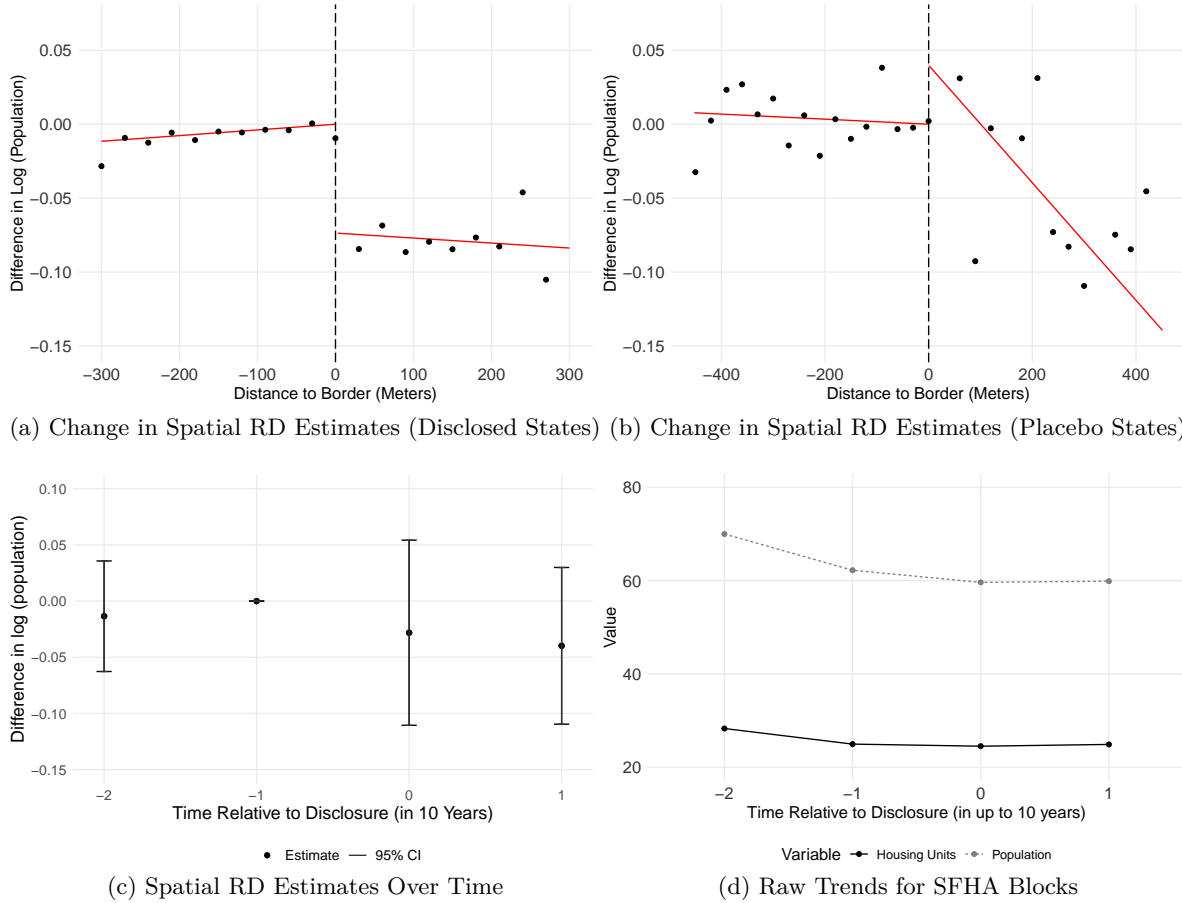 Difference in Log (Population)
0.05
0.00
−0.05
−0.10
−0.15
−300 −200 −100 0 100 200 300
Distance to Border (Meters)
(a) Change in Spatial RD Estimates (Disclosed States)
Difference in Log (Population)
0.05
0.00
−0.05
−0.10
−0.15
−400 −200 0 200 400
Distance to Border (Meters)
(b) Change in Spatial RD Estimates (Placebo States)
Difference in log (population)
0.10
0.05
0.00
−0.05
−0.10
−0.15
−2 −1 0 1
Time Relative to Disclosure (in 10 Years)
Estimate 95% CI
(c) Spatial RD Estimates Over Time
Value
80
60
40
20
−2 −1 0 1
Time Relative to Disclosure (in up to 10 years)
Variable Housing Units Population
(d) Raw Trends for SFHA Blocks